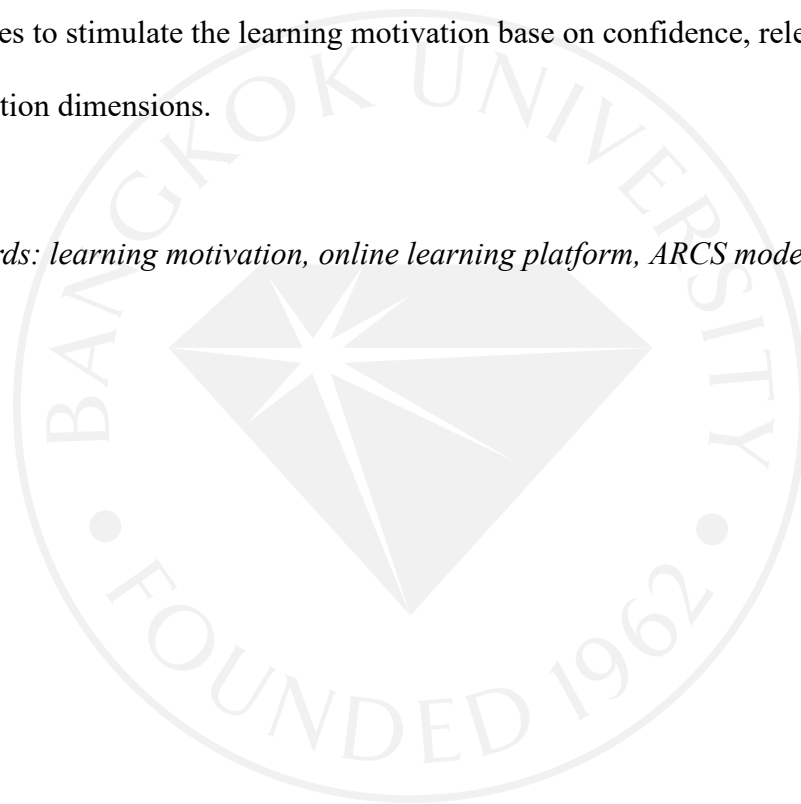 es to stimulate the learning motivation base on confidence, rele
tion dimensions.
rds: learning motivation, online learning platform, ARCS mode
BANGKOK UNIVERSITY
FOUNDED 1962